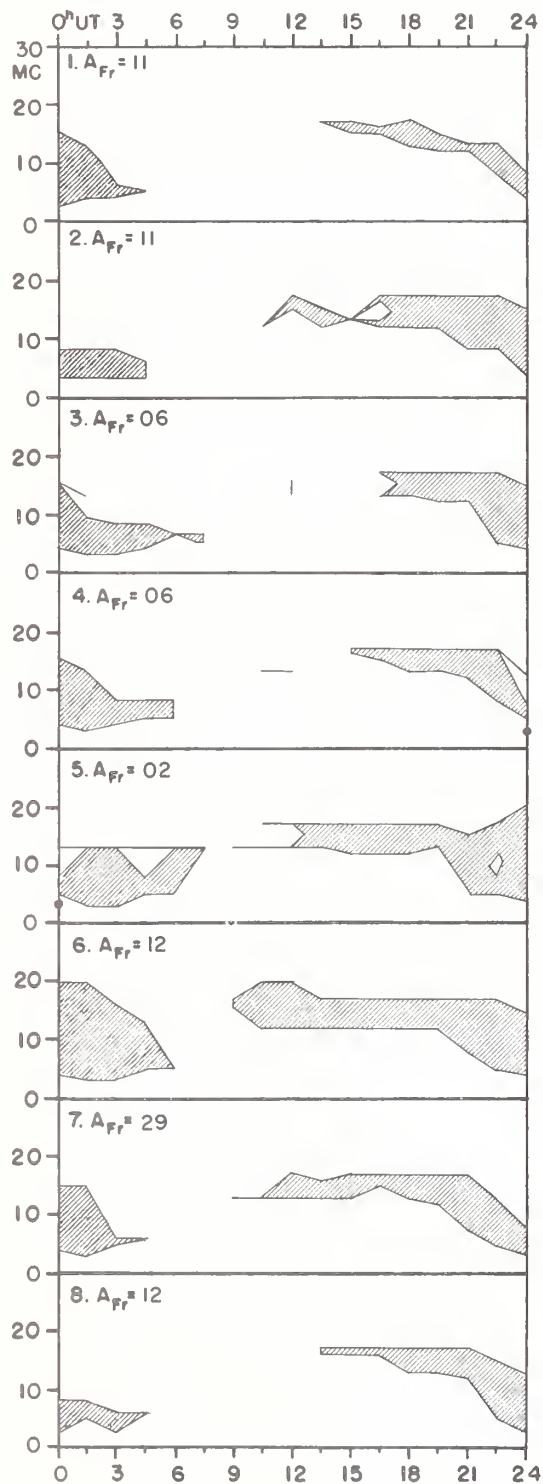 0ʰUT 3 6 9 12 15 18 21 24
30
MC
1. A_Fr = 11
20
10
0
2. A_Fr = 11
20
10
0
3. A_Fr = 06
20
10
0
4. A_Fr = 06
20
10
0
5. A_Fr = 02
20
10
0
6. A_Fr = 12
20
10
0
7. A_Fr = 29
20
10
0
8. A_Fr = 12
20
10
0
0 3 6 9 12 15 18 21 24